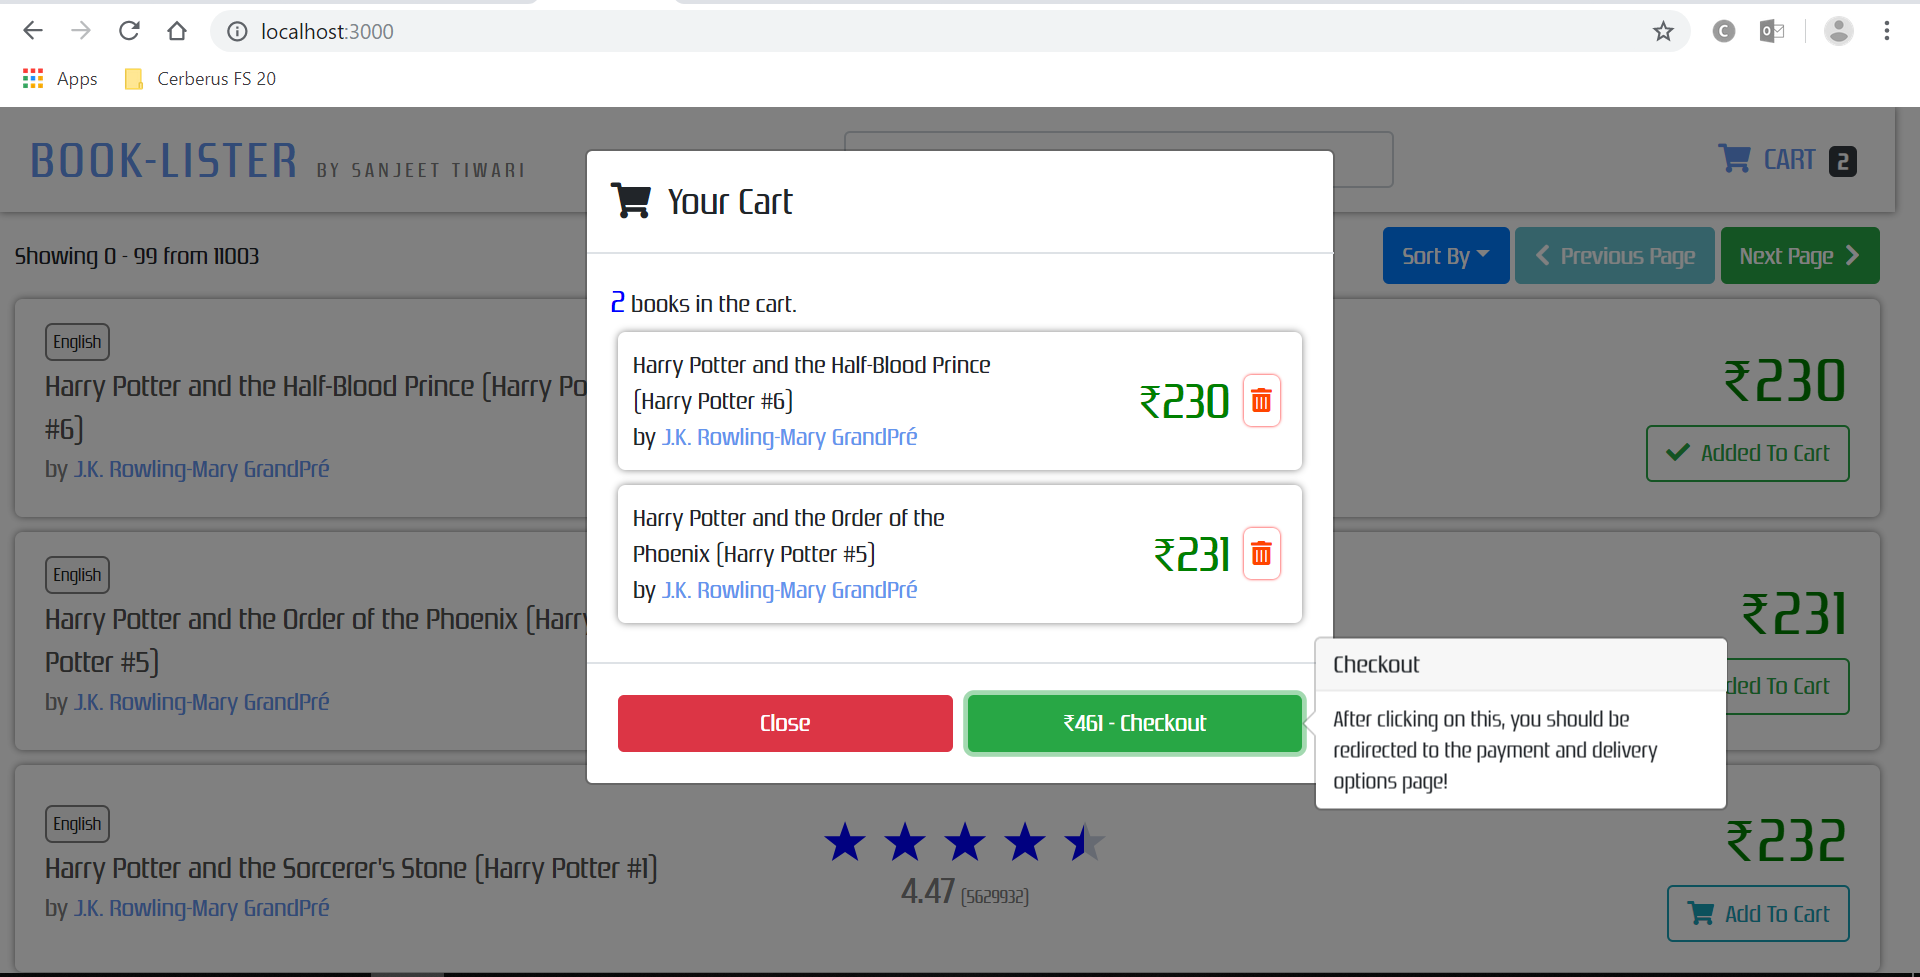 localhost:3000
Apps
Cerberus FS 20
BOOK-LISTER BY SANJEET TIWARI
CART 2
Showing 0 - 99 from 11003
Sort By
Previous Page
Next Page
English
Harry Potter and the Half-Blood Prince (Harry Po
#6)
by J.K. Rowling-Mary GrandPré
₹230
Added To Cart
English
Harry Potter and the Order of the Phoenix (Harry
Potter #5)
by J.K. Rowling-Mary GrandPré
₹231
ded To Cart
English
Harry Potter and the Sorcerer's Stone (Harry Potter #1)
by J.K. Rowling-Mary GrandPré
4.47 (5629932)
₹232
Add To Cart
Your Cart
2 books in the cart.
Harry Potter and the Half-Blood Prince
(Harry Potter #6)
by J.K. Rowling-Mary GrandPré
₹230
Harry Potter and the Order of the
Phoenix (Harry Potter #5)
by J.K. Rowling-Mary GrandPré
₹231
Close
₹461 - Checkout
Checkout
After clicking on this, you should be
redirected to the payment and delivery
options page!